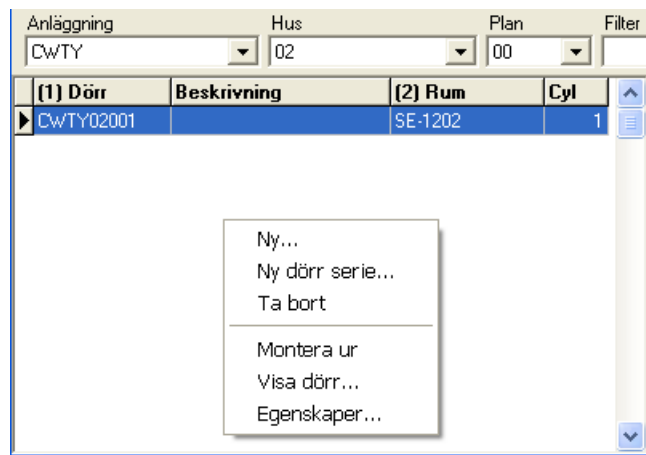 Anläggning Hus Plan Filter
CWTY 02 00
(1) Dörr Beskrivning (2) Rum Cyl
CWTY02001 SE-1202 1
Ny...
Ny dörr serie...
Ta bort
Montera ur
Visa dörr...
Egenskaper...